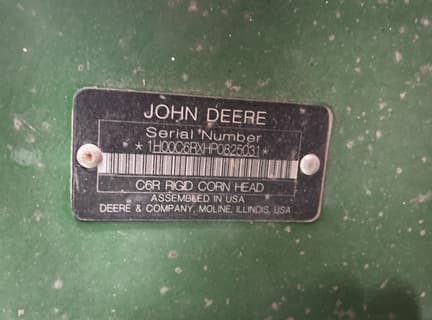 JOHN DEERE
Serial Number
*1H00C6RXHP0825031*
C6R RIGID CORN HEAD
ASSEMBLED IN USA
DEERE & COMPANY, MOLINE, ILLINOIS, USA